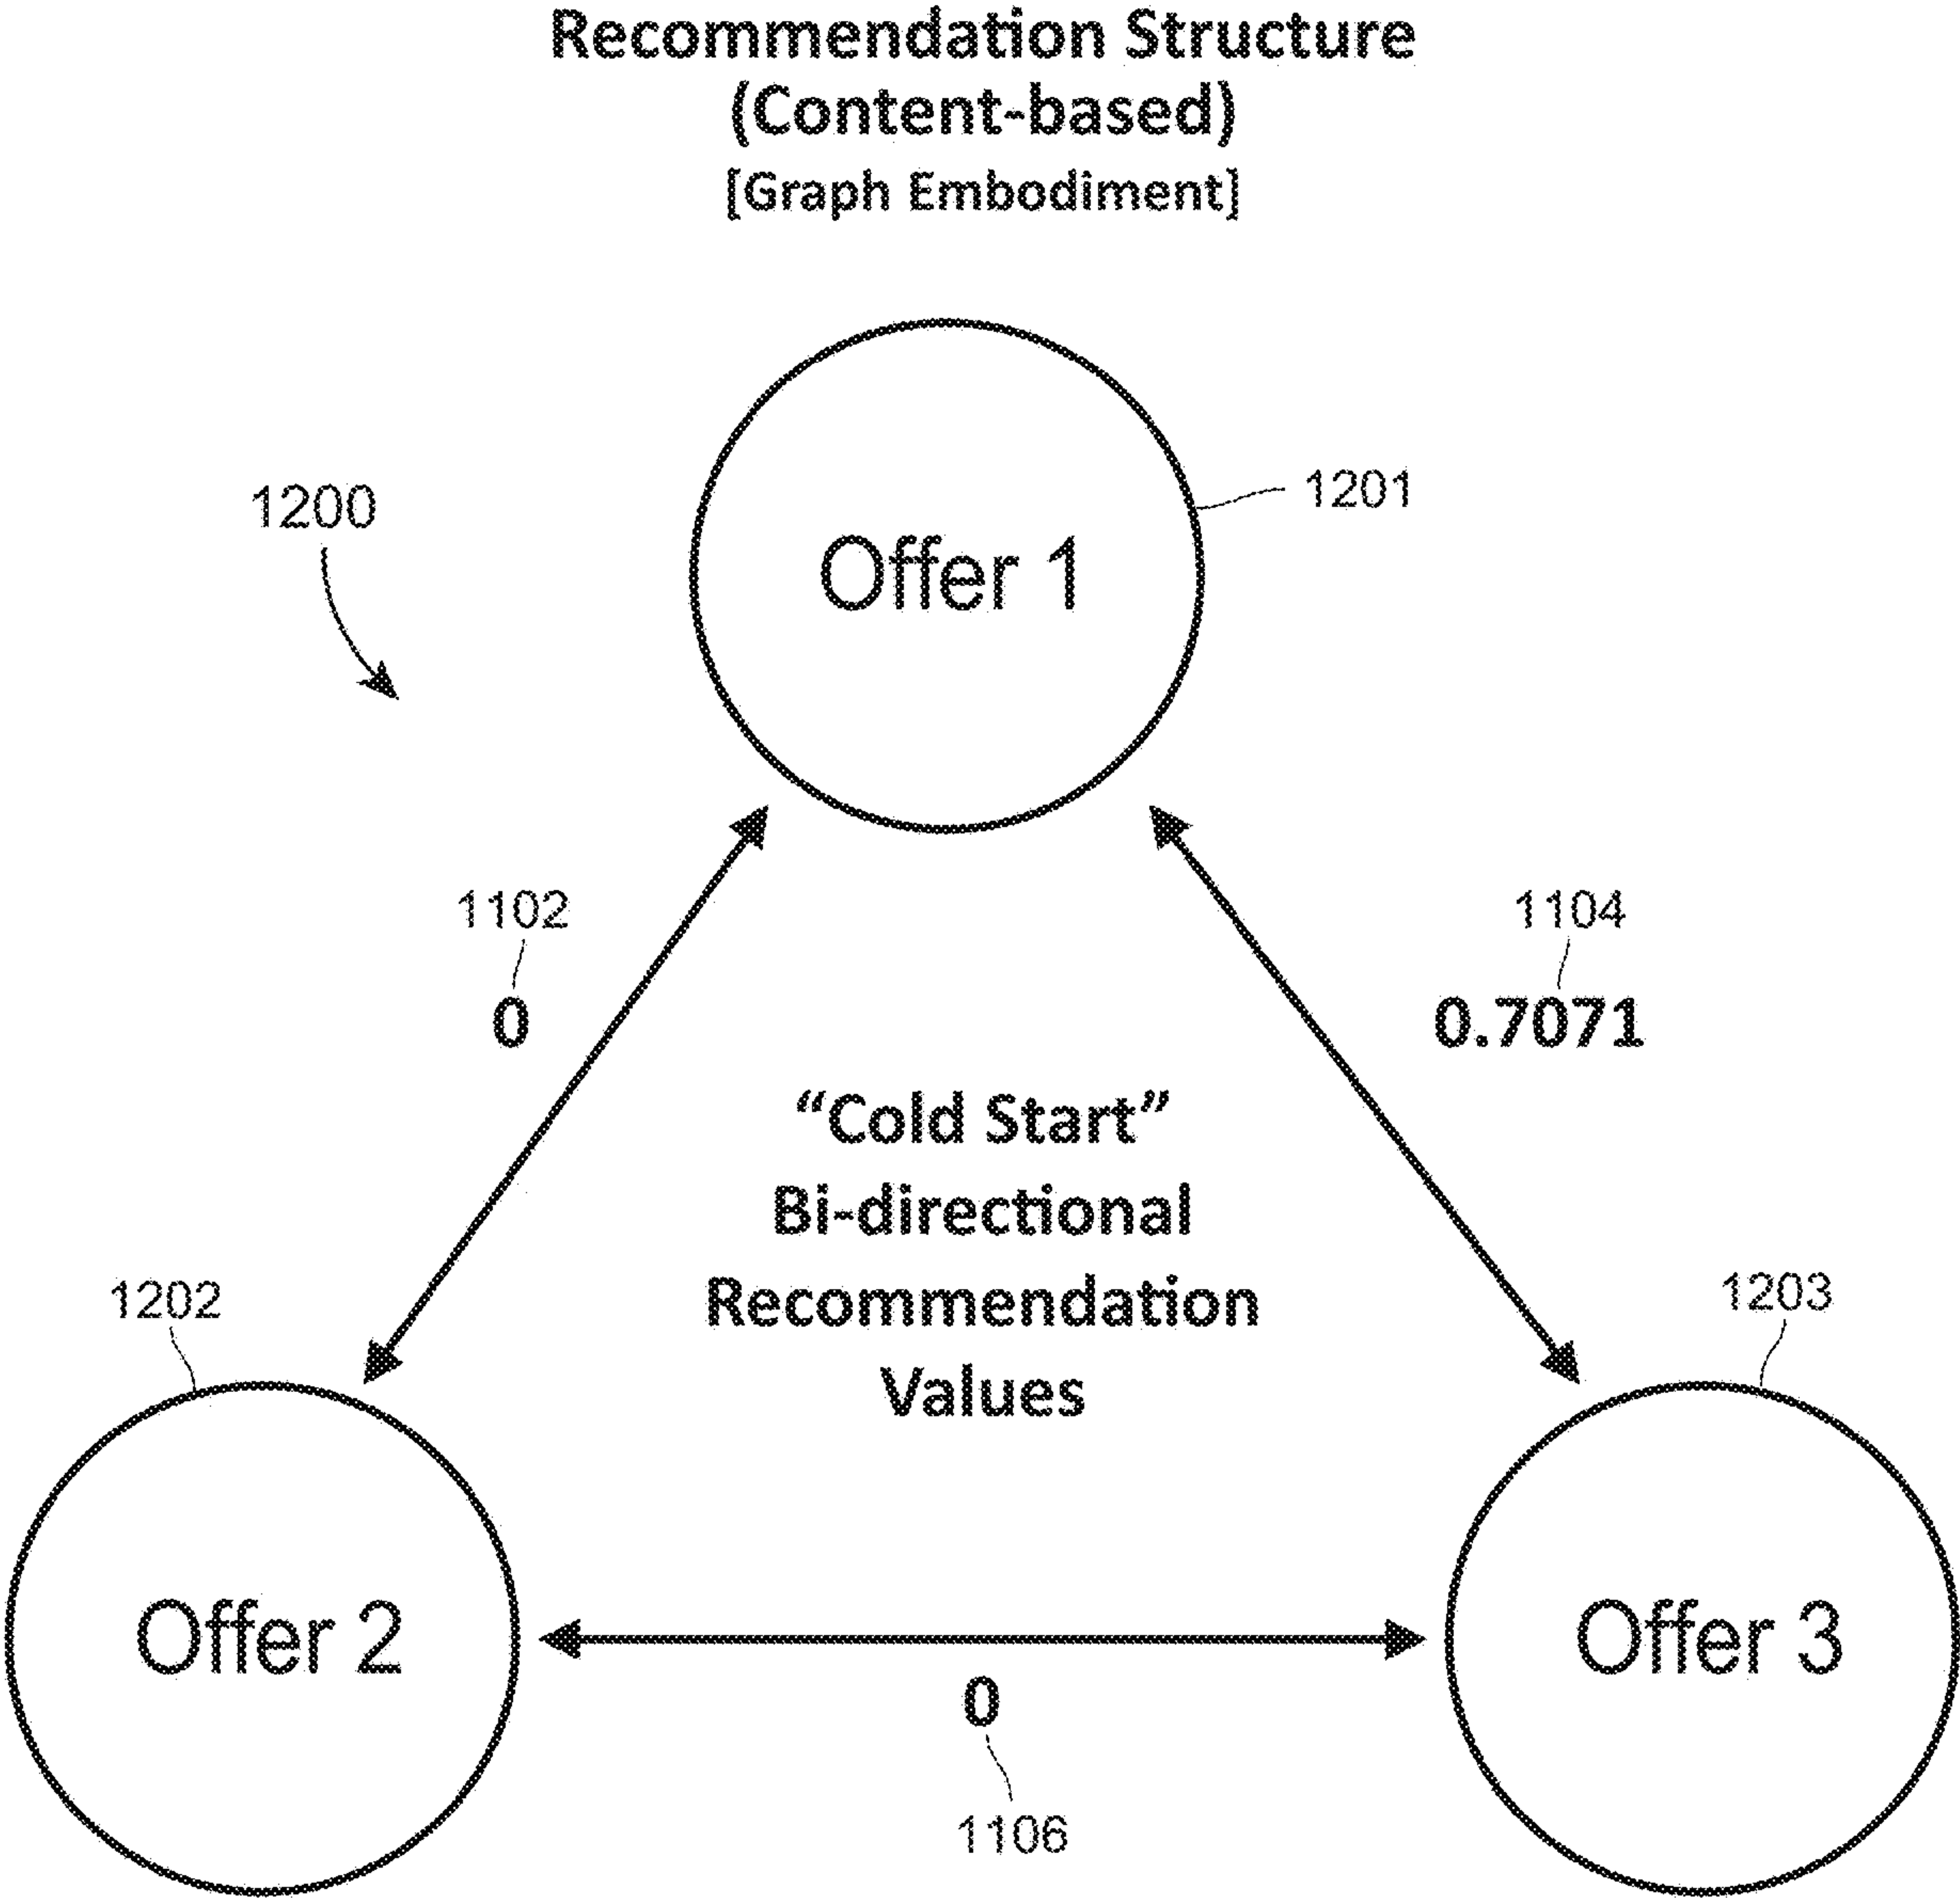 Recommendation Structure
(Content-based)
[Graph Embodiment]
1200
1201
Offer 1
1102
0
1104
0.7071
“Cold Start”
Bi-directional
Recommendation
Values
1202
1203
Offer 2
Offer 3
0
1106